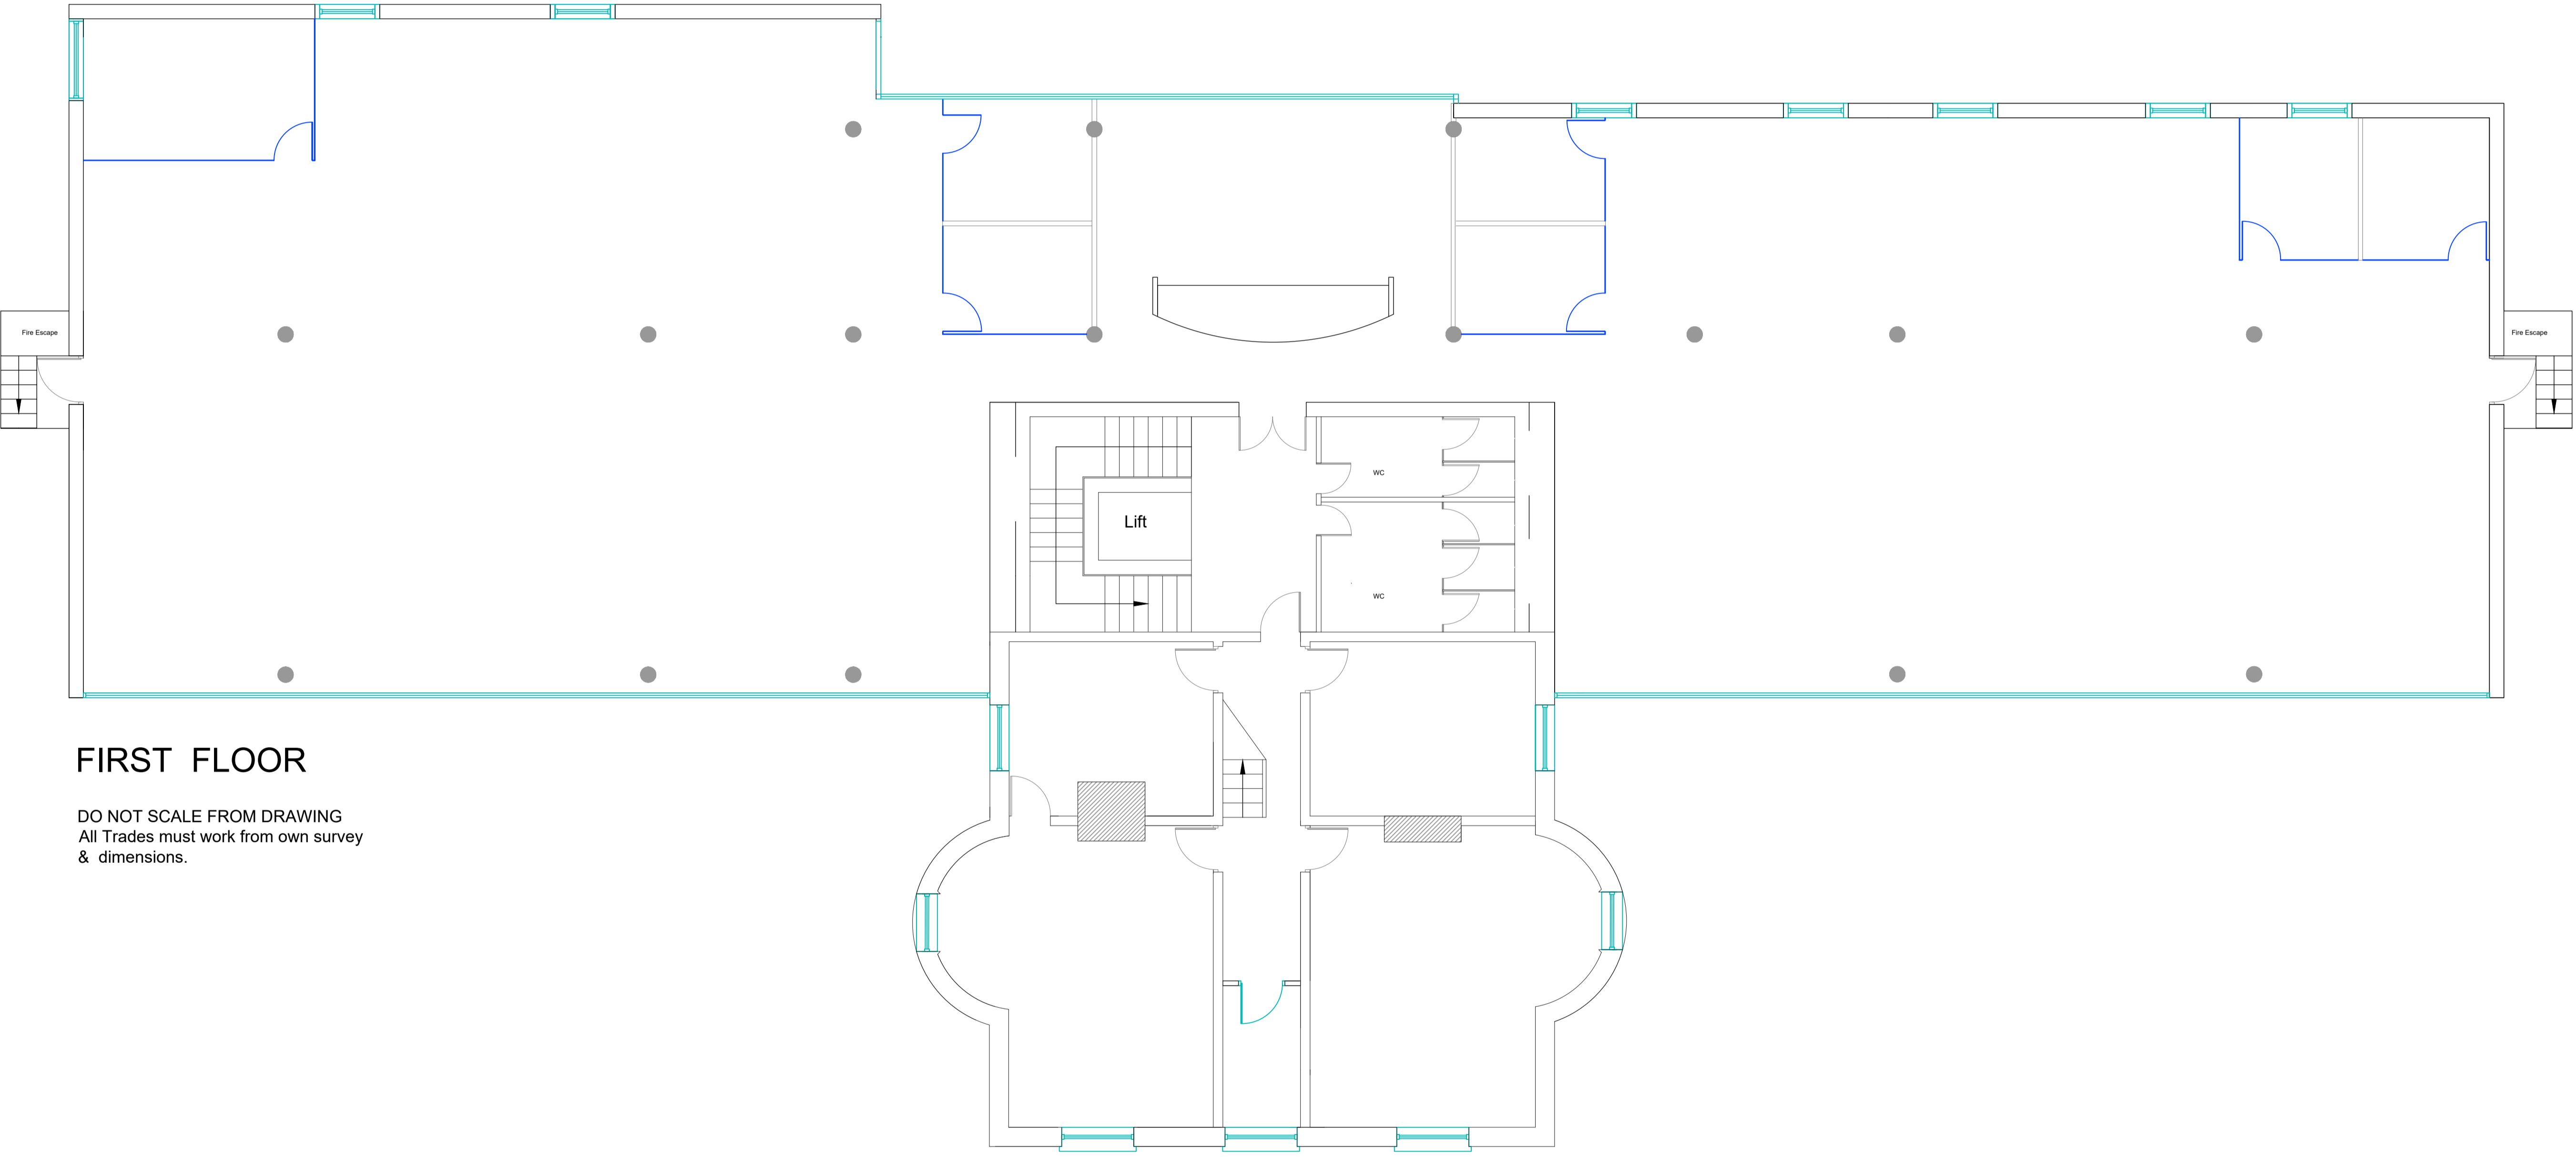 Fire Escape
Fire Escape
WC
Lift
WC
FIRST FLOOR
DO NOT SCALE FROM DRAWING
All Trades must work from own survey
& dimensions.